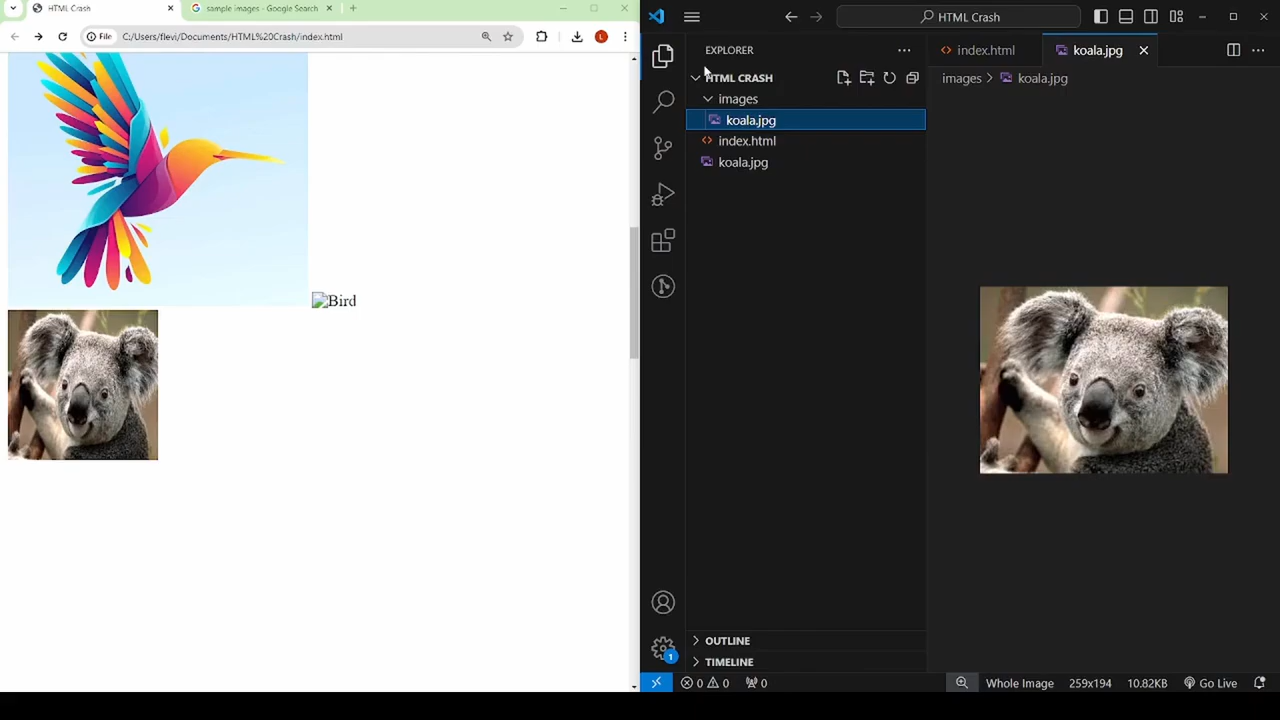 HTML Crash
sample images - Google Search
File
C:/Users/flevi/Documents/HTML%20Crash/index.html
L
Bird
HTML Crash
EXPLORER
HTML CRASH
images
koala.jpg
index.html
koala.jpg
OUTLINE
TIMELINE
index.html
koala.jpg
images > koala.jpg
1
0 0
0
Whole Image
259x194
10.82KB
Go Live